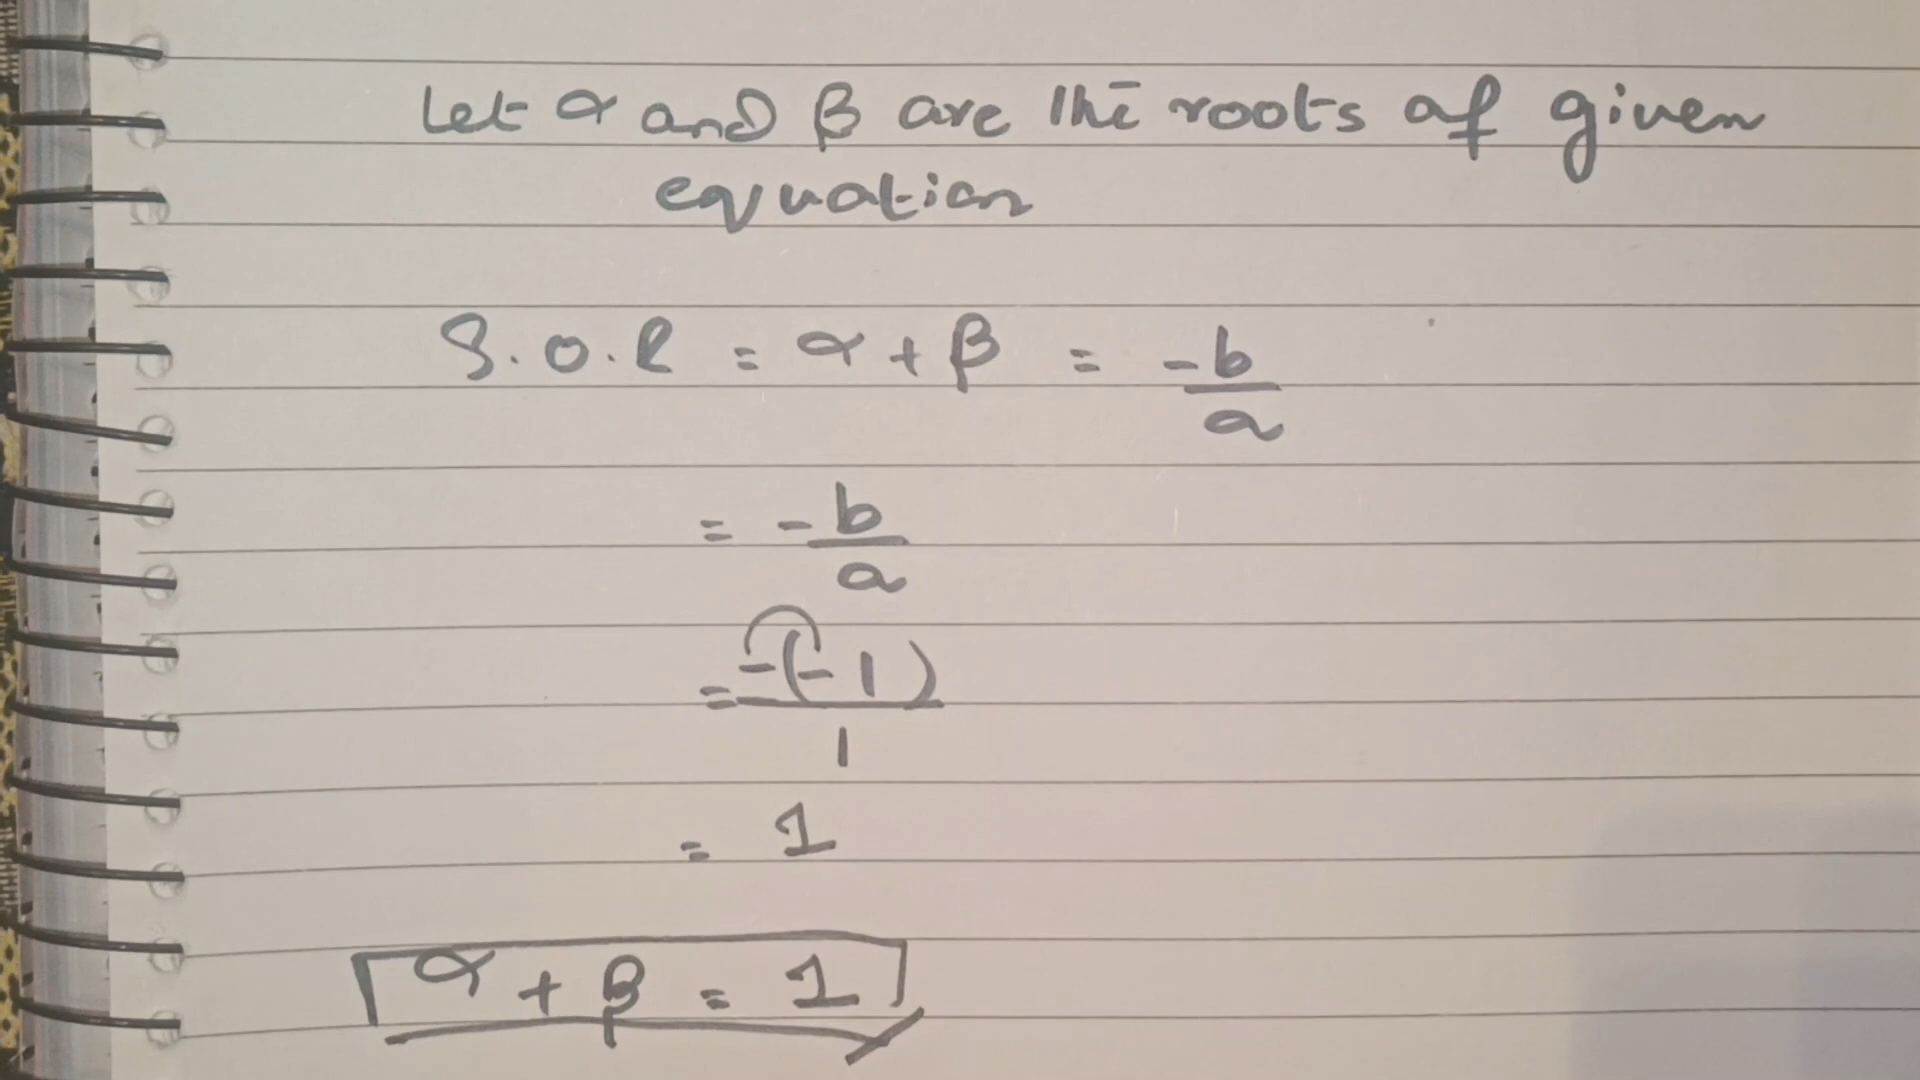 Let α and β are the roots of given
equation
S.O.R = α + β = -b/a
= -b/a
= -(-1)/1
= 1
α + β = 1